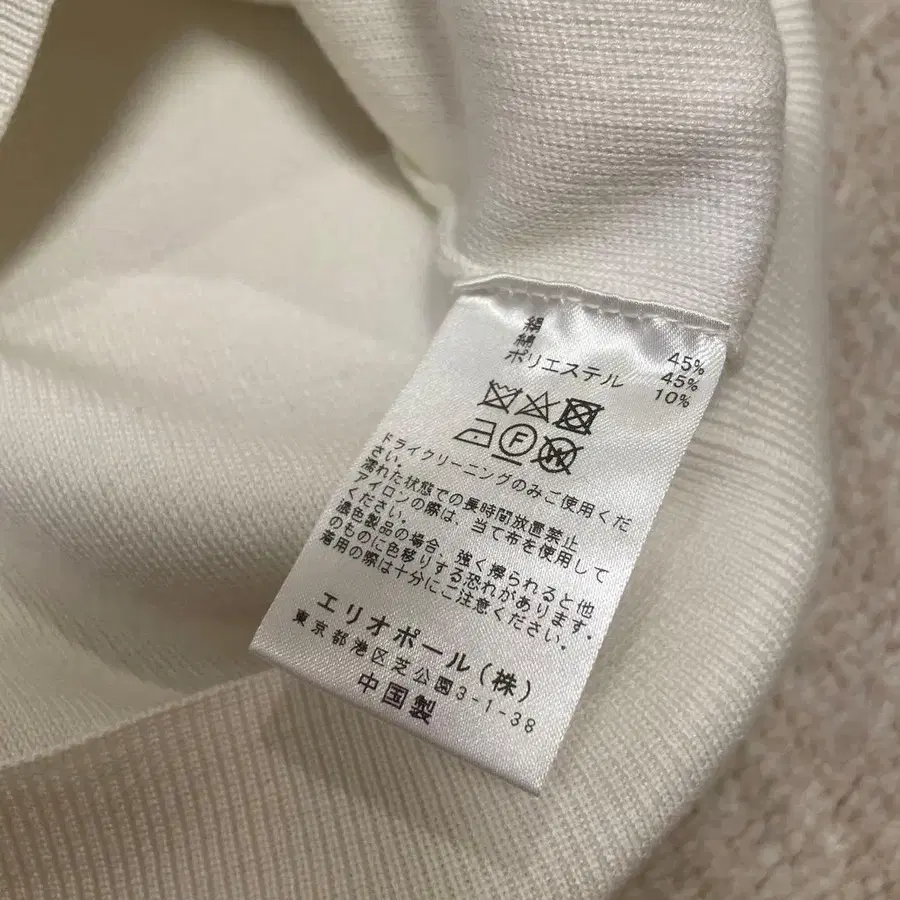 絹 45%
綿 45%
ポリエステル 10%
F
W
ドライクリーニングのみご使用くだ
さい。
濡れた状態での長時間放置禁止
アイロンの際は、当て布を使用して
ください。
濃色製品の場合、強く擦られると他
のものに色移りする恐れがあります。
着用の際は十分にご注意ください。
エリオポール(株)
東京都港区芝公園3-1-38
中国製